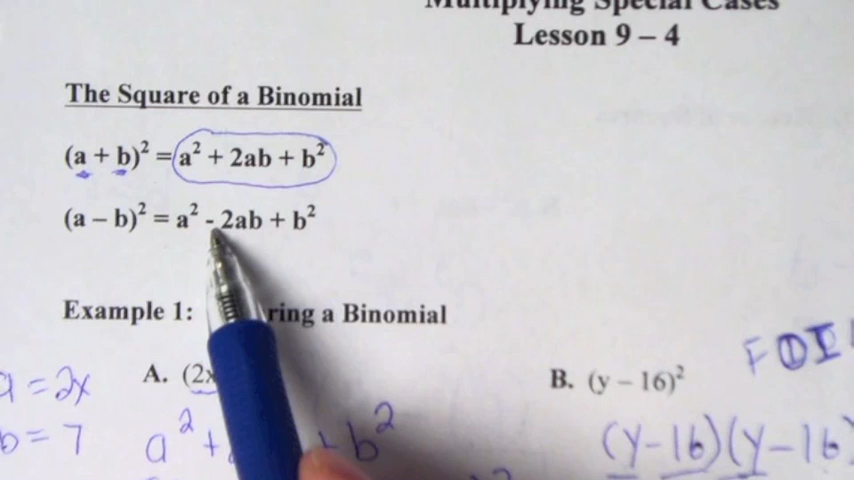 Multiplying Special Cases
Lesson 9 – 4
The Square of a Binomial
(a + b)² = a² + 2ab + b²
(a – b)² = a² - 2ab + b²
Example 1: ring a Binomial
a = 2x
A. (2x
B. (y – 16)²
FOI
b = 7
a² + + b²
(y-16)(y-16)